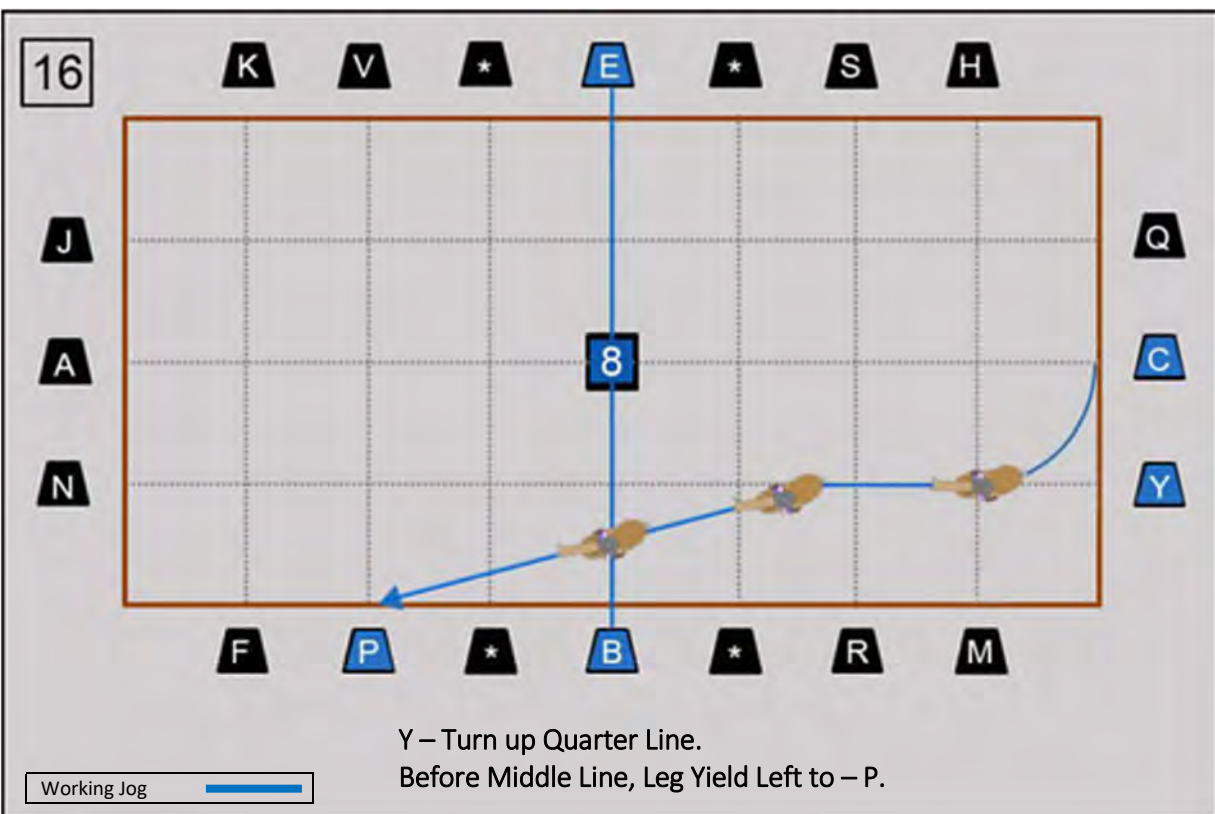 16 K V * E * S H
J Q
A 8 C
N Y
F P * B * R M
Y – Turn up Quarter Line.
Before Middle Line, Leg Yield Left to – P.
Working Jog